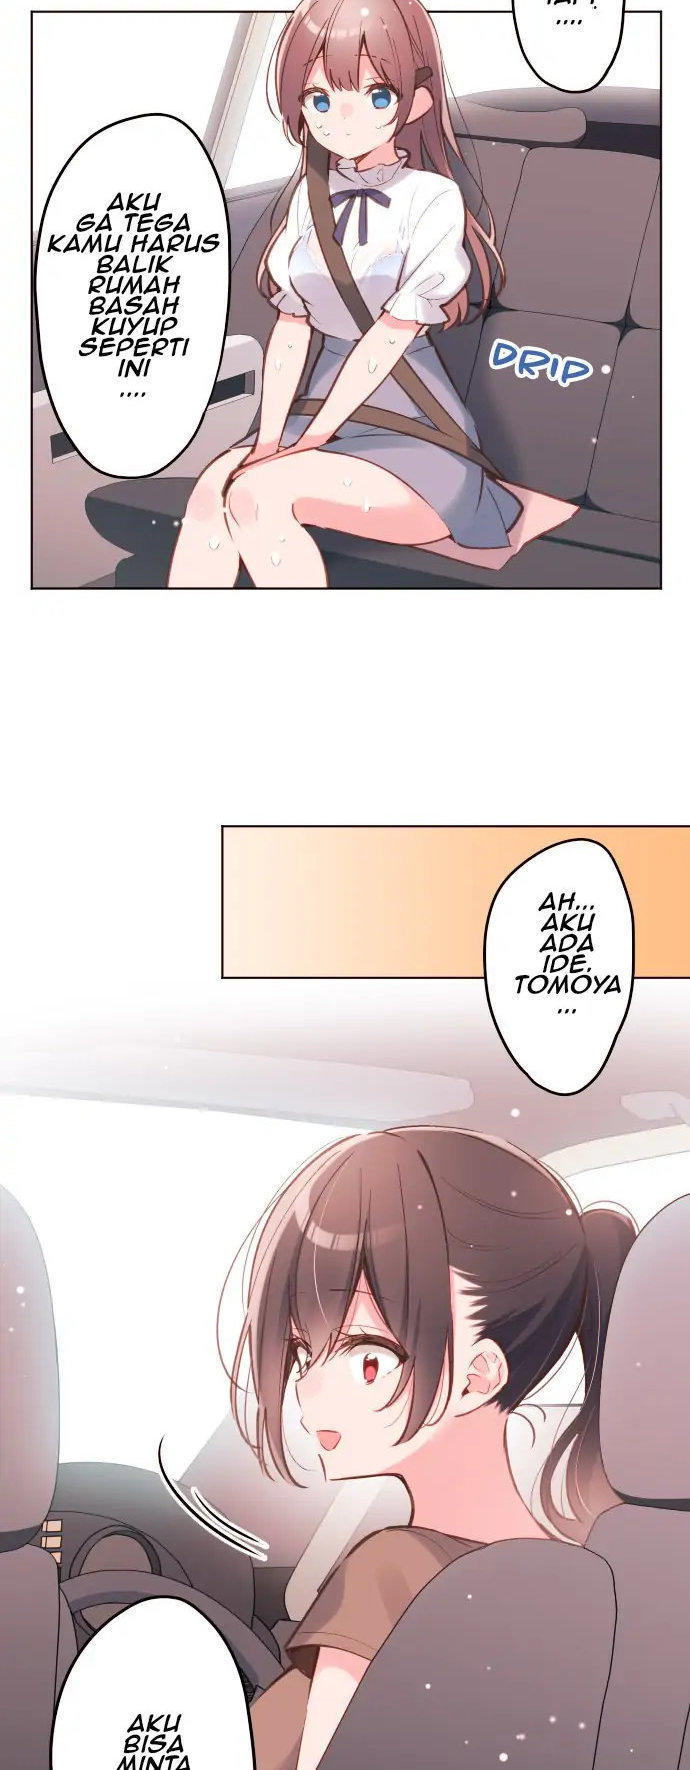 ....
AKU
GA TEGA
KAMU HARUS
BALIK
RUMAH
BASAH
KUYUP
SEPERTI
INI
....
DRIP
AH...
AKU
ADA
IDE,
TOMOYA
...
AKU
BISA
MINTA